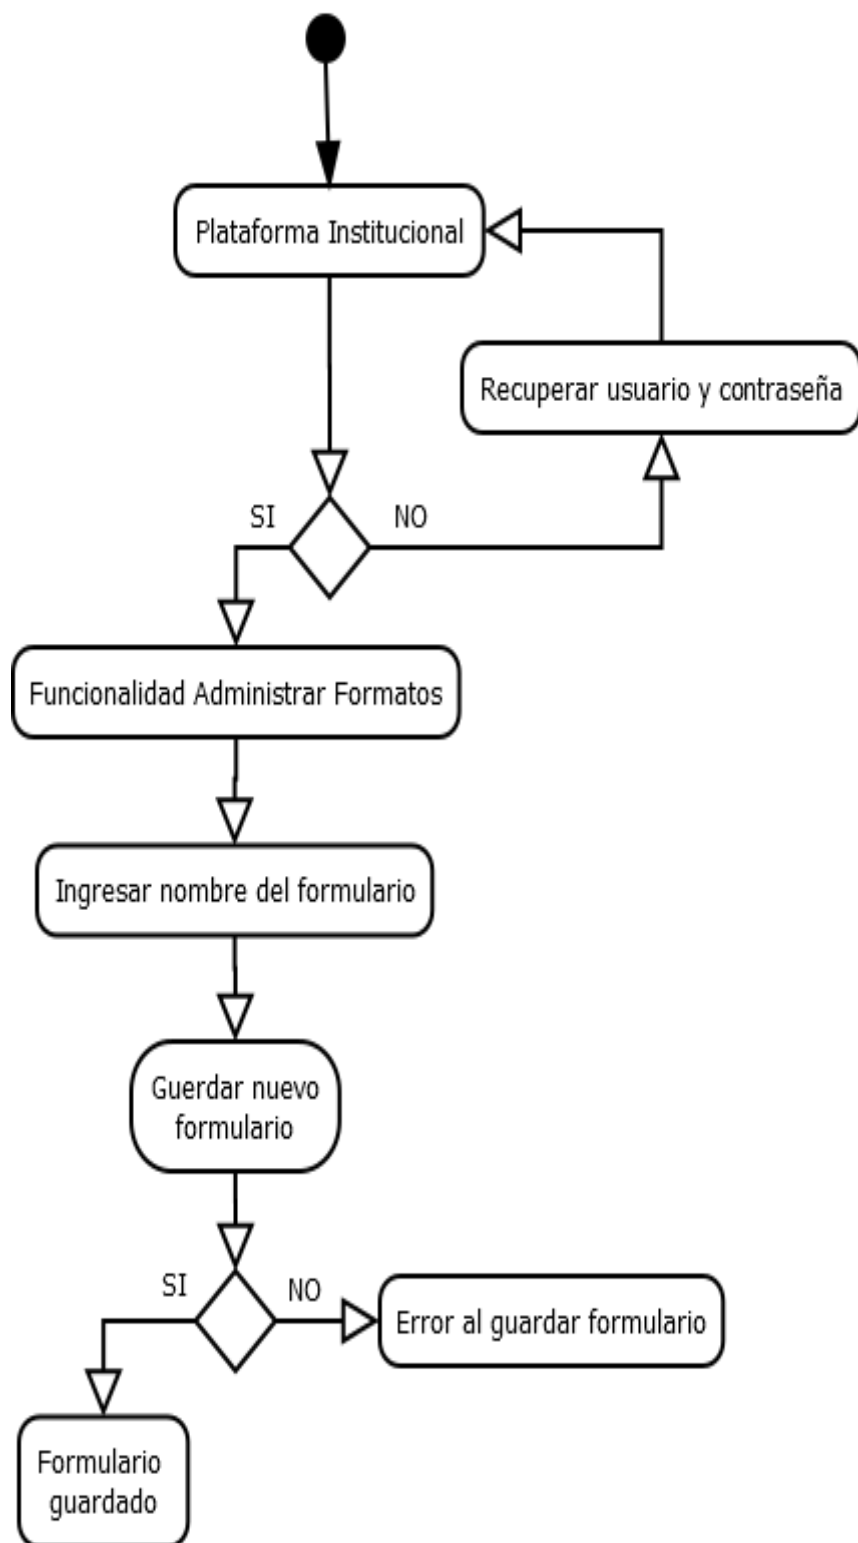 Plataforma Institucional
Recuperar usuario y contraseña
SI
NO
Funcionalidad Administrar Formatos
Ingresar nombre del formulario
Guerdar nuevo
formulario
SI
NO
Error al guardar formulario
Formulario
guardado